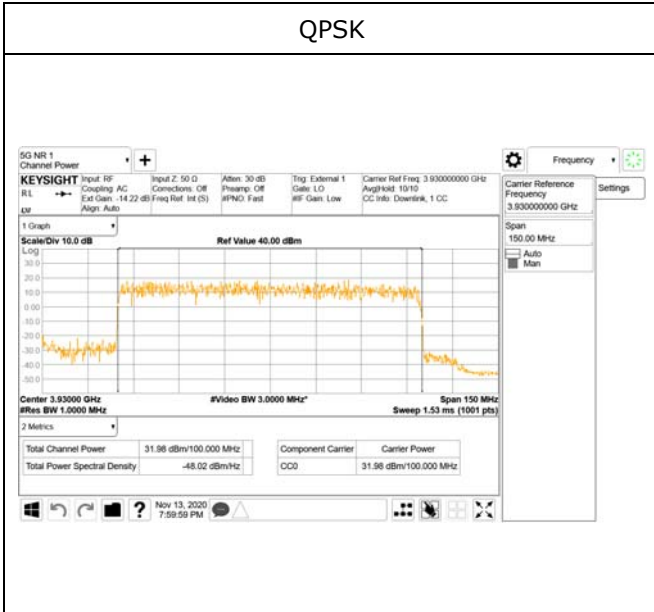 QPSK
5G NR 1
Channel Power
Frequency
KEYSIGHT
RL
Input: RF
Coupling: AC
Ext Gain: -14.22 dB
Align: Auto
Input Z: 50 Ω
Corrections: Off
Freq Ref: Int (S)
Atten: 30 dB
Preamp: Off
#PNO: Fast
Trig: External 1
Gate: LO
#IF Gain: Low
Carrier Ref Freq: 3.930000000 GHz
Avg|Hold: 10/10
CC Info: Downlink, 1 CC
Carrier Reference
Frequency
3.930000000 GHz
Settings
Span
150.00 MHz
Auto
Man
1 Graph
Scale/Div 10.0 dB
Ref Value 40.00 dBm
Log
30.0
20.0
10.0
0.00
-10.0
-20.0
-30.0
-40.0
-50.0
Center 3.93000 GHz
#Video BW 3.0000 MHz*
Span 150 MHz
#Res BW 1.0000 MHz
Sweep 1.53 ms (1001 pts)
2 Metrics
Total Channel Power 31.98 dBm/100.000 MHz
Total Power Spectral Density -48.02 dBm/Hz
Component Carrier Carrier Power
CC0 31.98 dBm/100.000 MHz
?
Nov 13, 2020
7:59:59 PM